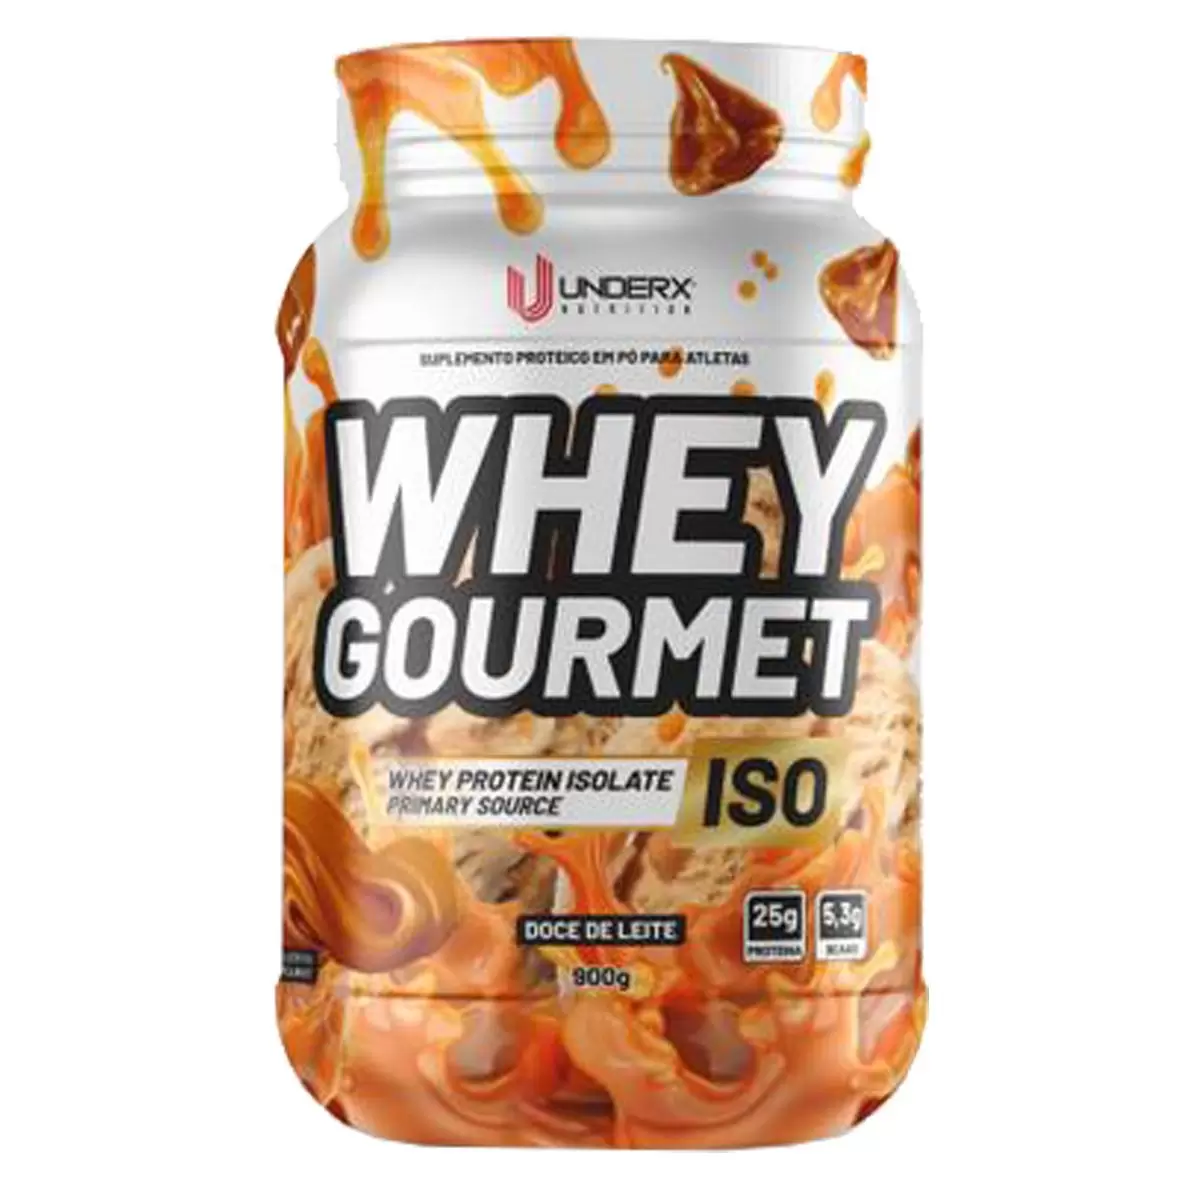 UNDERX
NUTRITION
SUPLEMENTO PROTEICO EM PÓ PARA ATLETAS
WHEY
GOURMET
WHEY PROTEIN ISOLATE
PRIMARY SOURCE
ISO
DOCE DE LEITE
900g
25g
PROTEÍNA
5,3g
BCAAS